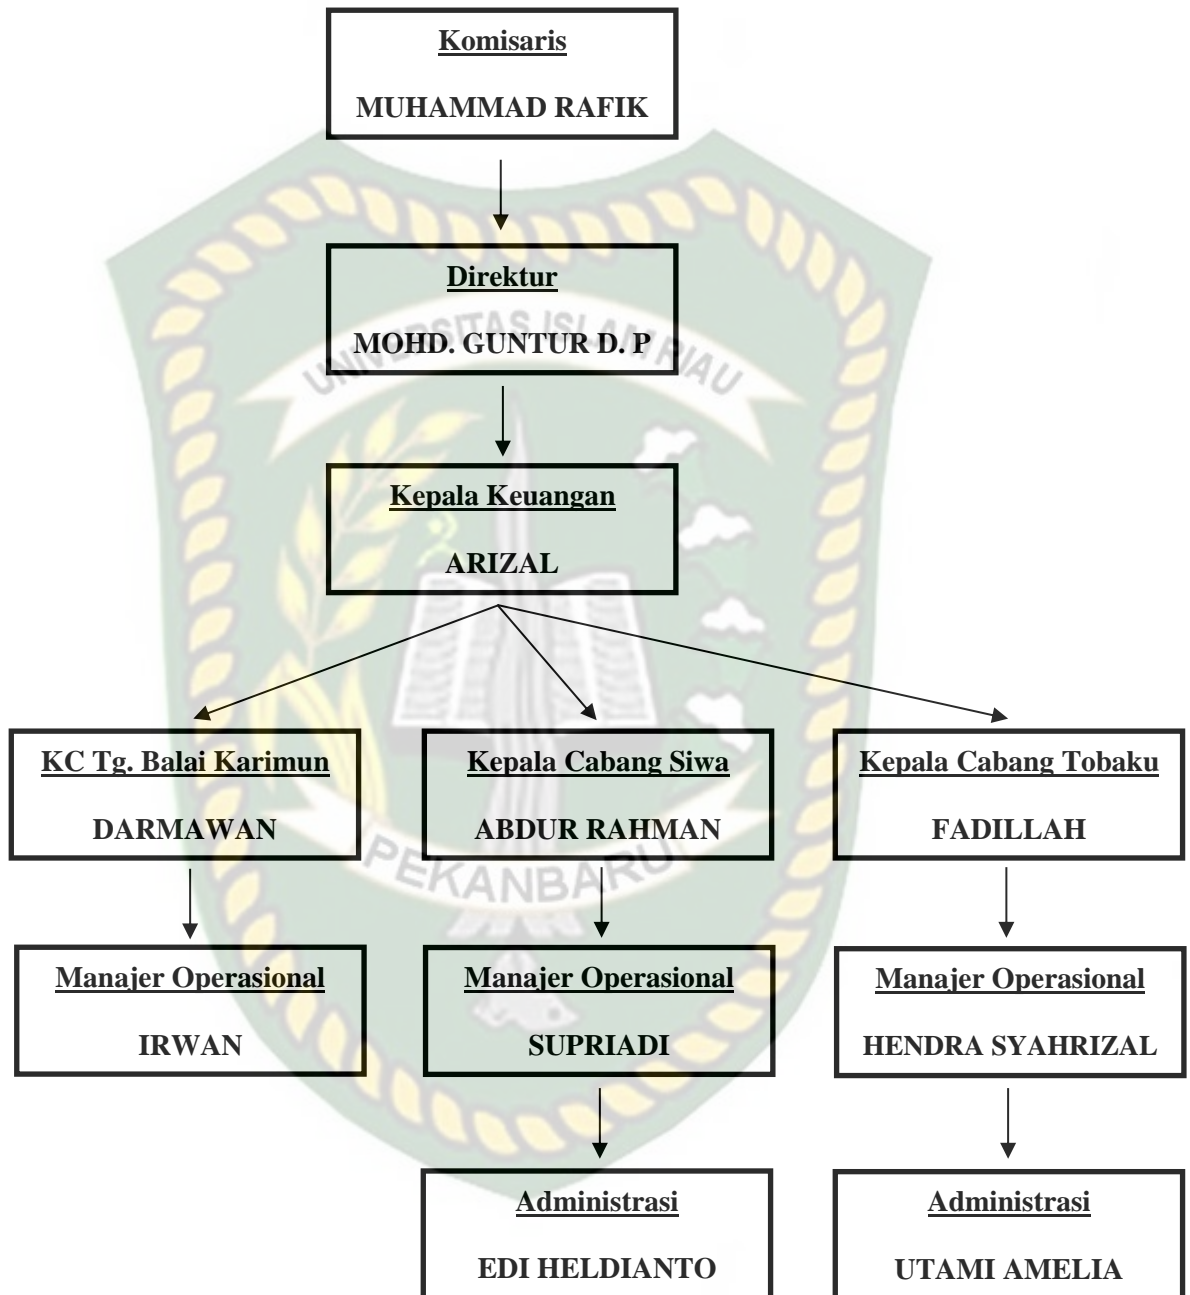 Komisaris
MUHAMMAD RAFIK
Direktur
MOHD. GUNTUR D. P
UNIVERSITAS ISLAM RIAU
Kepala Keuangan
ARIZAL
KC Tg. Balai Karimun
DARMAWAN
Kepala Cabang Siwa
ABDUR RAHMAN
Kepala Cabang Tobaku
FADILLAH
PEKANBARU
Manajer Operasional
IRWAN
Manajer Operasional
SUPRIADI
Manajer Operasional
HENDRA SYAHRIZAL
Administrasi
EDI HELDIANTO
Administrasi
UTAMI AMELIA